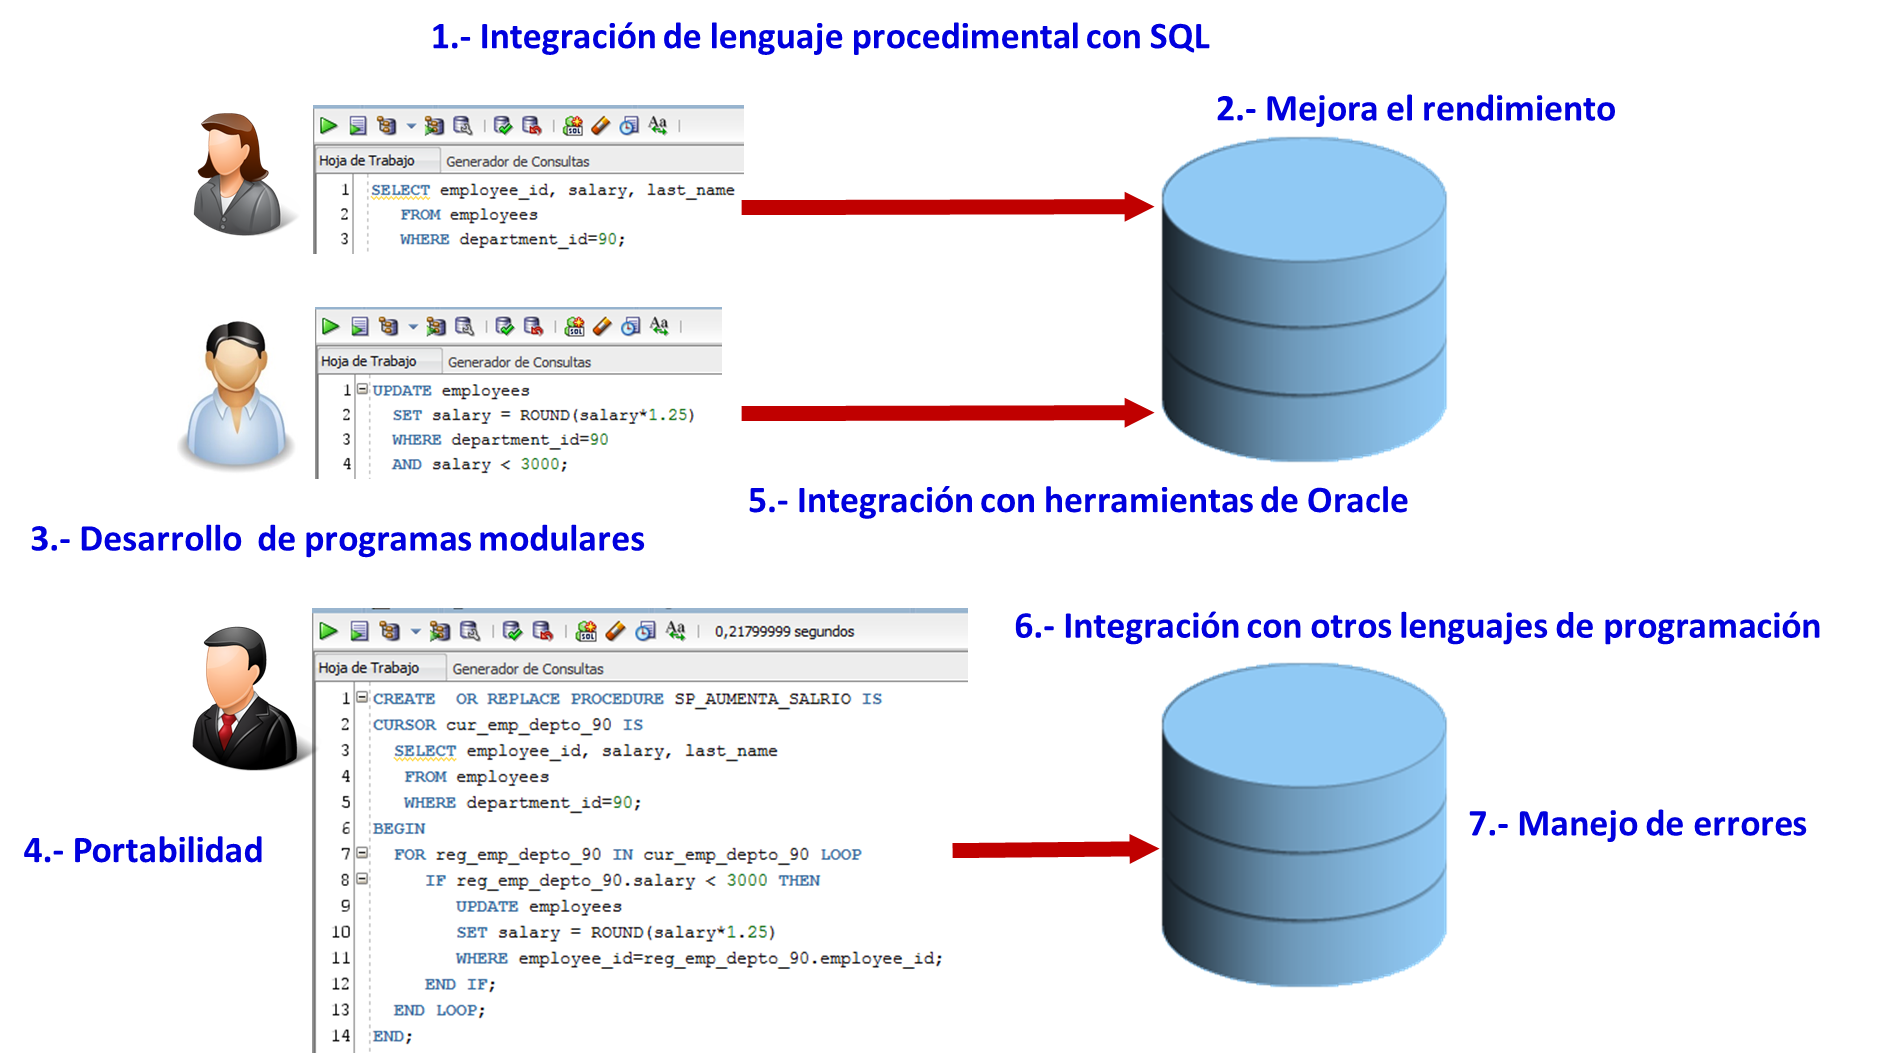 1.- Integración de lenguaje procedimental con SQL
2.- Mejora el rendimiento
Hoja de Trabajo Generador de Consultas
1 SELECT employee_id, salary, last_name
2 FROM employees
3 WHERE department_id=90;
Hoja de Trabajo Generador de Consultas
1 UPDATE employees
2 SET salary = ROUND(salary*1.25)
3 WHERE department_id=90
4 AND salary < 3000;
5.- Integración con herramientas de Oracle
3.- Desarrollo de programas modulares
6.- Integración con otros lenguajes de programación
0,21799999 segundos
Hoja de Trabajo Generador de Consultas
1 CREATE OR REPLACE PROCEDURE SP_AUMENTA_SALRIO IS
2 CURSOR cur_emp_depto_90 IS
3 SELECT employee_id, salary, last_name
4 FROM employees
5 WHERE department_id=90;
6 BEGIN
7 FOR reg_emp_depto_90 IN cur_emp_depto_90 LOOP
8 IF reg_emp_depto_90.salary < 3000 THEN
9 UPDATE employees
10 SET salary = ROUND(salary*1.25)
11 WHERE employee_id=reg_emp_depto_90.employee_id;
12 END IF;
13 END LOOP;
14 END;
4.- Portabilidad
7.- Manejo de errores